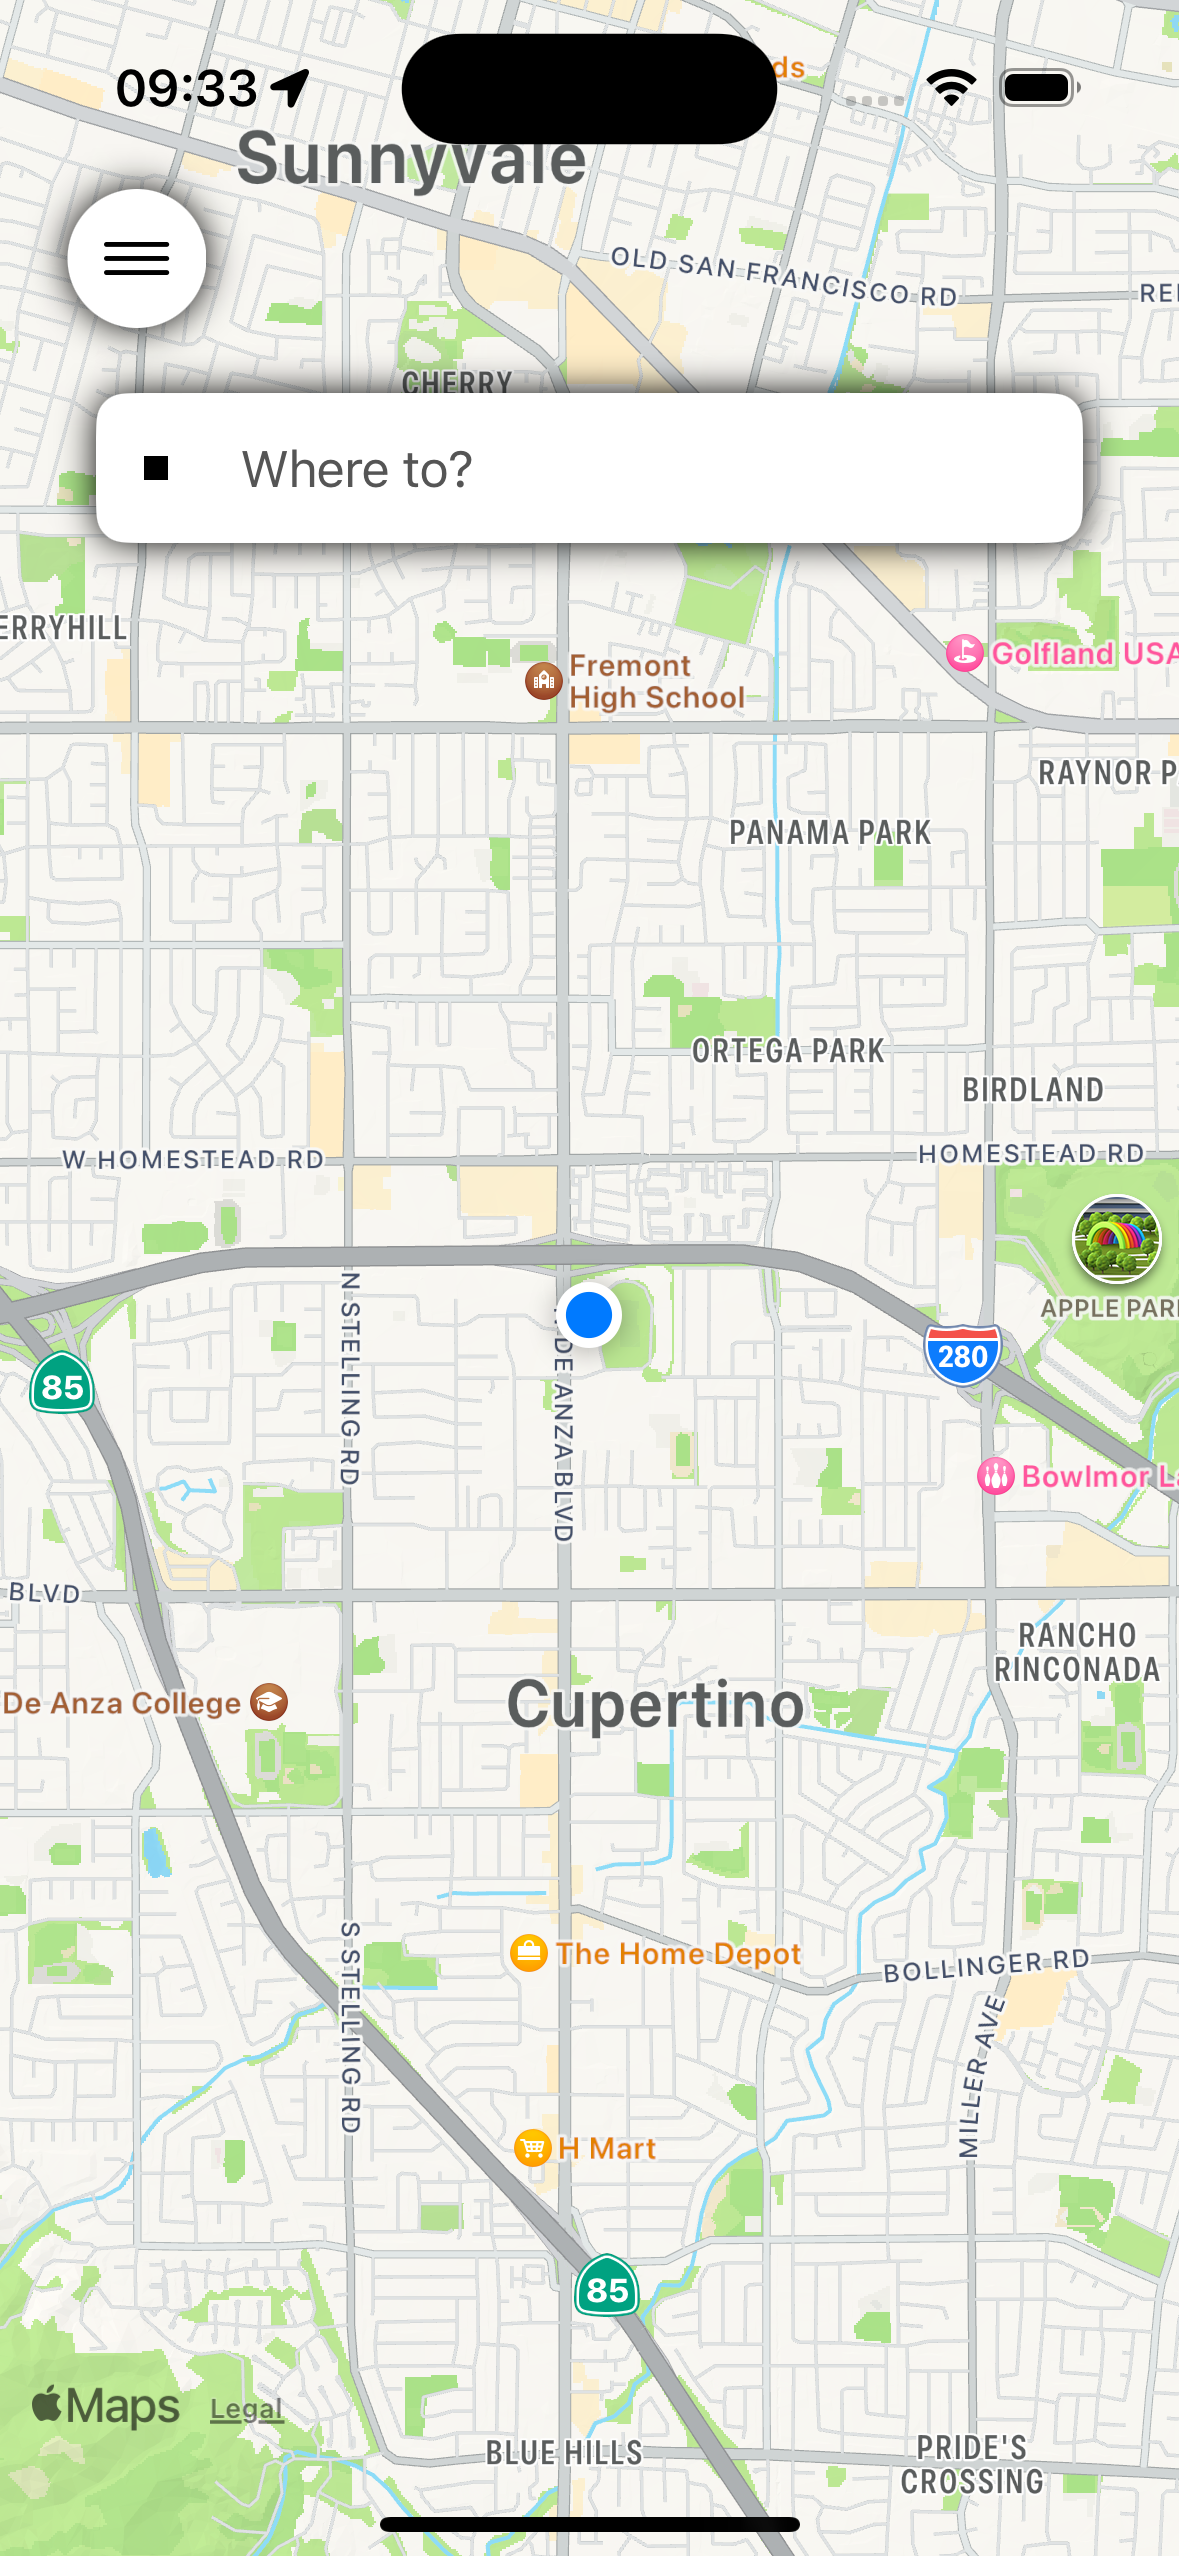 09:33
ds
Sunnyvale
OLD SAN FRANCISCO RD
CHERRY
Where to?
ERRYHILL
Fremont
High School
Golfland USA
RAYNOR P
PANAMA PARK
ORTEGA PARK
BIRDLAND
W HOMESTEAD RD
HOMESTEAD RD
APPLE PAR
N STELLING RD
DE ANZA BLVD
280
85
Bowlmor La
BLVD
RANCHO
RINCONADA
De Anza College
Cupertino
The Home Depot
BOLLINGER RD
S STELLING RD
MILLER AVE
H Mart
85
Maps
Legal
BLUE HILLS
PRIDE'S
CROSSING